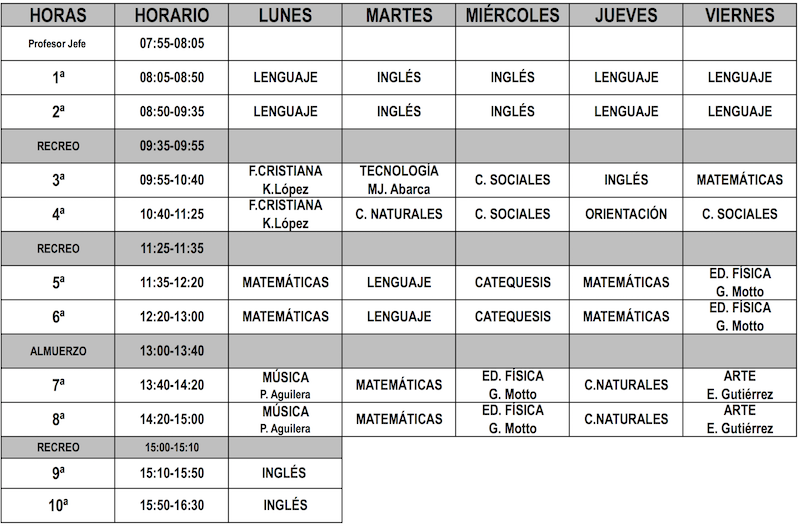 HORAS HORARIO LUNES MARTES MIÉRCOLES JUEVES VIERNES
Profesor Jefe 07:55-08:05
1ª 08:05-08:50 LENGUAJE INGLÉS INGLÉS LENGUAJE LENGUAJE
2ª 08:50-09:35 LENGUAJE INGLÉS INGLÉS LENGUAJE LENGUAJE
RECREO 09:35-09:55
3ª 09:55-10:40 F.CRISTIANA K.López TECNOLOGÍA MJ. Abarca C. SOCIALES INGLÉS MATEMÁTICAS
4ª 10:40-11:25 F.CRISTIANA K.López C. NATURALES C. SOCIALES ORIENTACIÓN C. SOCIALES
RECREO 11:25-11:35
5ª 11:35-12:20 MATEMÁTICAS LENGUAJE CATEQUESIS MATEMÁTICAS ED. FÍSICA G. Motto
6ª 12:20-13:00 MATEMÁTICAS LENGUAJE CATEQUESIS MATEMÁTICAS ED. FÍSICA G. Motto
ALMUERZO 13:00-13:40
7ª 13:40-14:20 MÚSICA P. Aguilera MATEMÁTICAS ED. FÍSICA G. Motto C.NATURALES ARTE E. Gutiérrez
8ª 14:20-15:00 MÚSICA P. Aguilera MATEMÁTICAS ED. FÍSICA G. Motto C.NATURALES ARTE E. Gutiérrez
RECREO 15:00-15:10
9ª 15:10-15:50 INGLÉS
10ª 15:50-16:30 INGLÉS